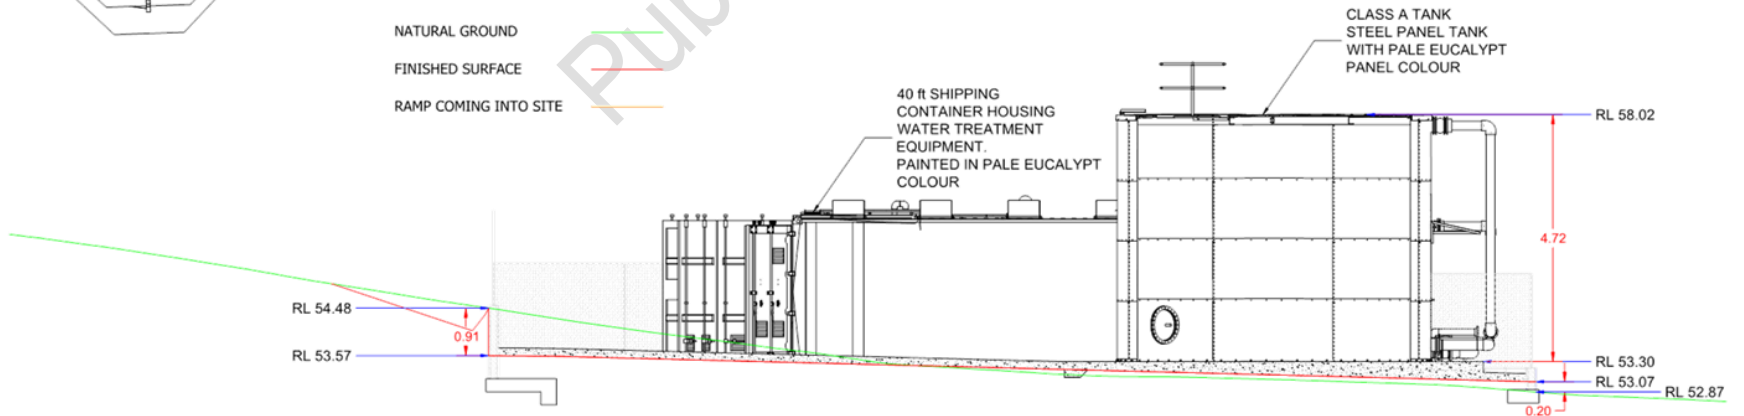 Pub
NATURAL GROUND
FINISHED SURFACE
RAMP COMING INTO SITE
40 ft SHIPPING
CONTAINER HOUSING
WATER TREATMENT
EQUIPMENT.
PAINTED IN PALE EUCALYPT
COLOUR
CLASS A TANK
STEEL PANEL TANK
WITH PALE EUCALYPT
PANEL COLOUR
RL 58.02
4.72
RL 54.48
0.91
RL 53.57
RL 53.30
RL 53.07
RL 52.87
0.20